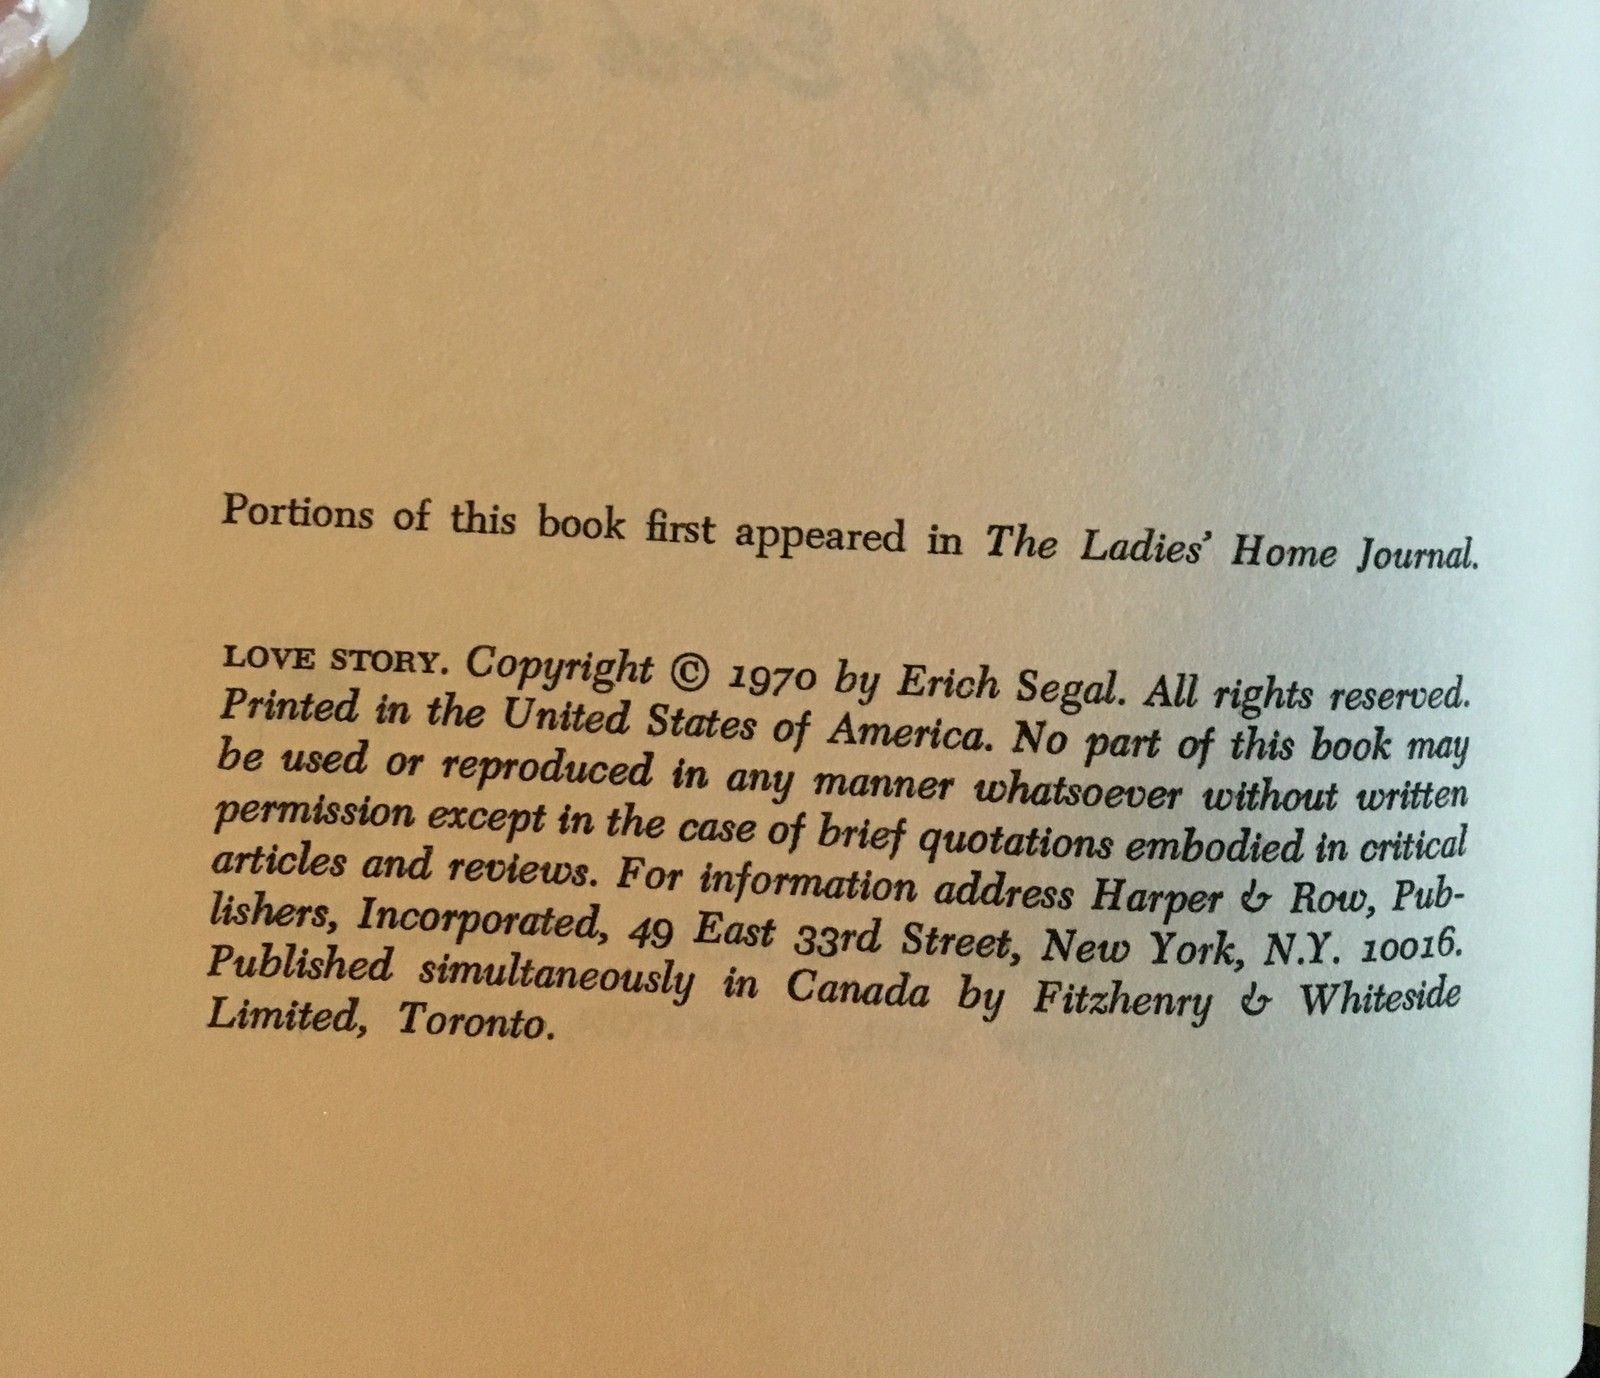 Portions of this book first appeared in The Ladies' Home Journal.
LOVE STORY. Copyright © 1970 by Erich Segal. All rights reserved.
Printed in the United States of America. No part of this book may
be used or reproduced in any manner whatsoever without written
permission except in the case of brief quotations embodied in critical
articles and reviews. For information address Harper & Row, Pub-
lishers, Incorporated, 49 East 33rd Street, New York, N.Y. 10016.
Published simultaneously in Canada by Fitzhenry & Whiteside
Limited, Toronto.